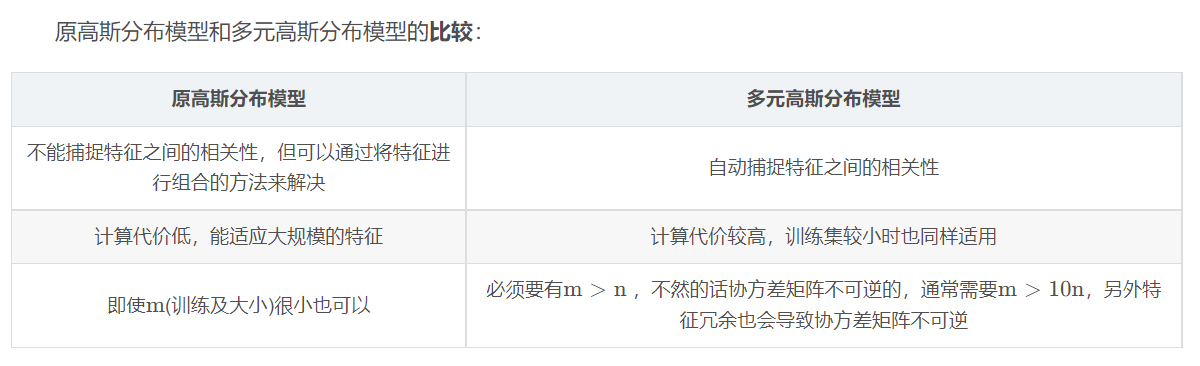 原高斯分布模型和多元高斯分布模型的比较：
原高斯分布模型
多元高斯分布模型
不能捕捉特征之间的相关性，但可以通过将特征进
行组合的方法来解决
自动捕捉特征之间的相关性
计算代价低，能适应大规模的特征
计算代价较高，训练集较小时也同样适用
即使m(训练及大小)很小也可以
必须要有m > n ，不然的话协方差矩阵不可逆的，通常需要m > 10n，另外特
征冗余也会导致协方差矩阵不可逆